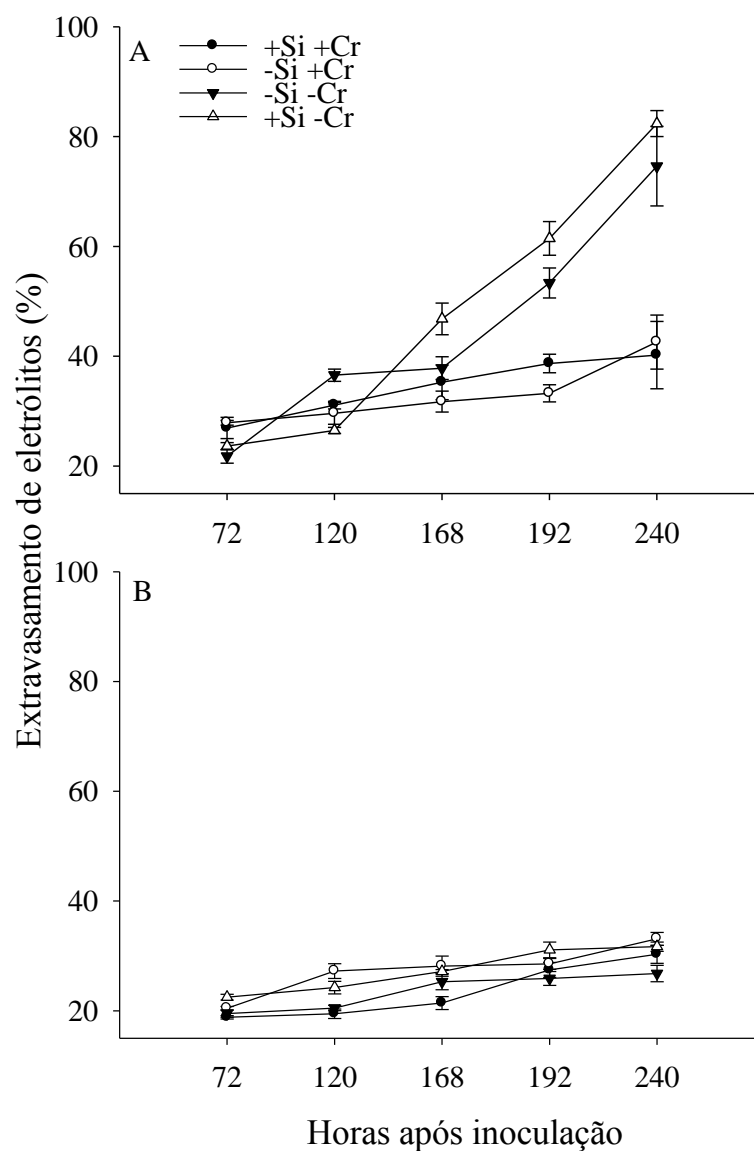 Extravasamento de eletrólitos (%)
A
+Si +Cr
-Si +Cr
-Si -Cr
+Si -Cr
100
80
60
40
20
72 120 168 192 240
B
100
80
60
40
20
72 120 168 192 240
Horas após inoculação